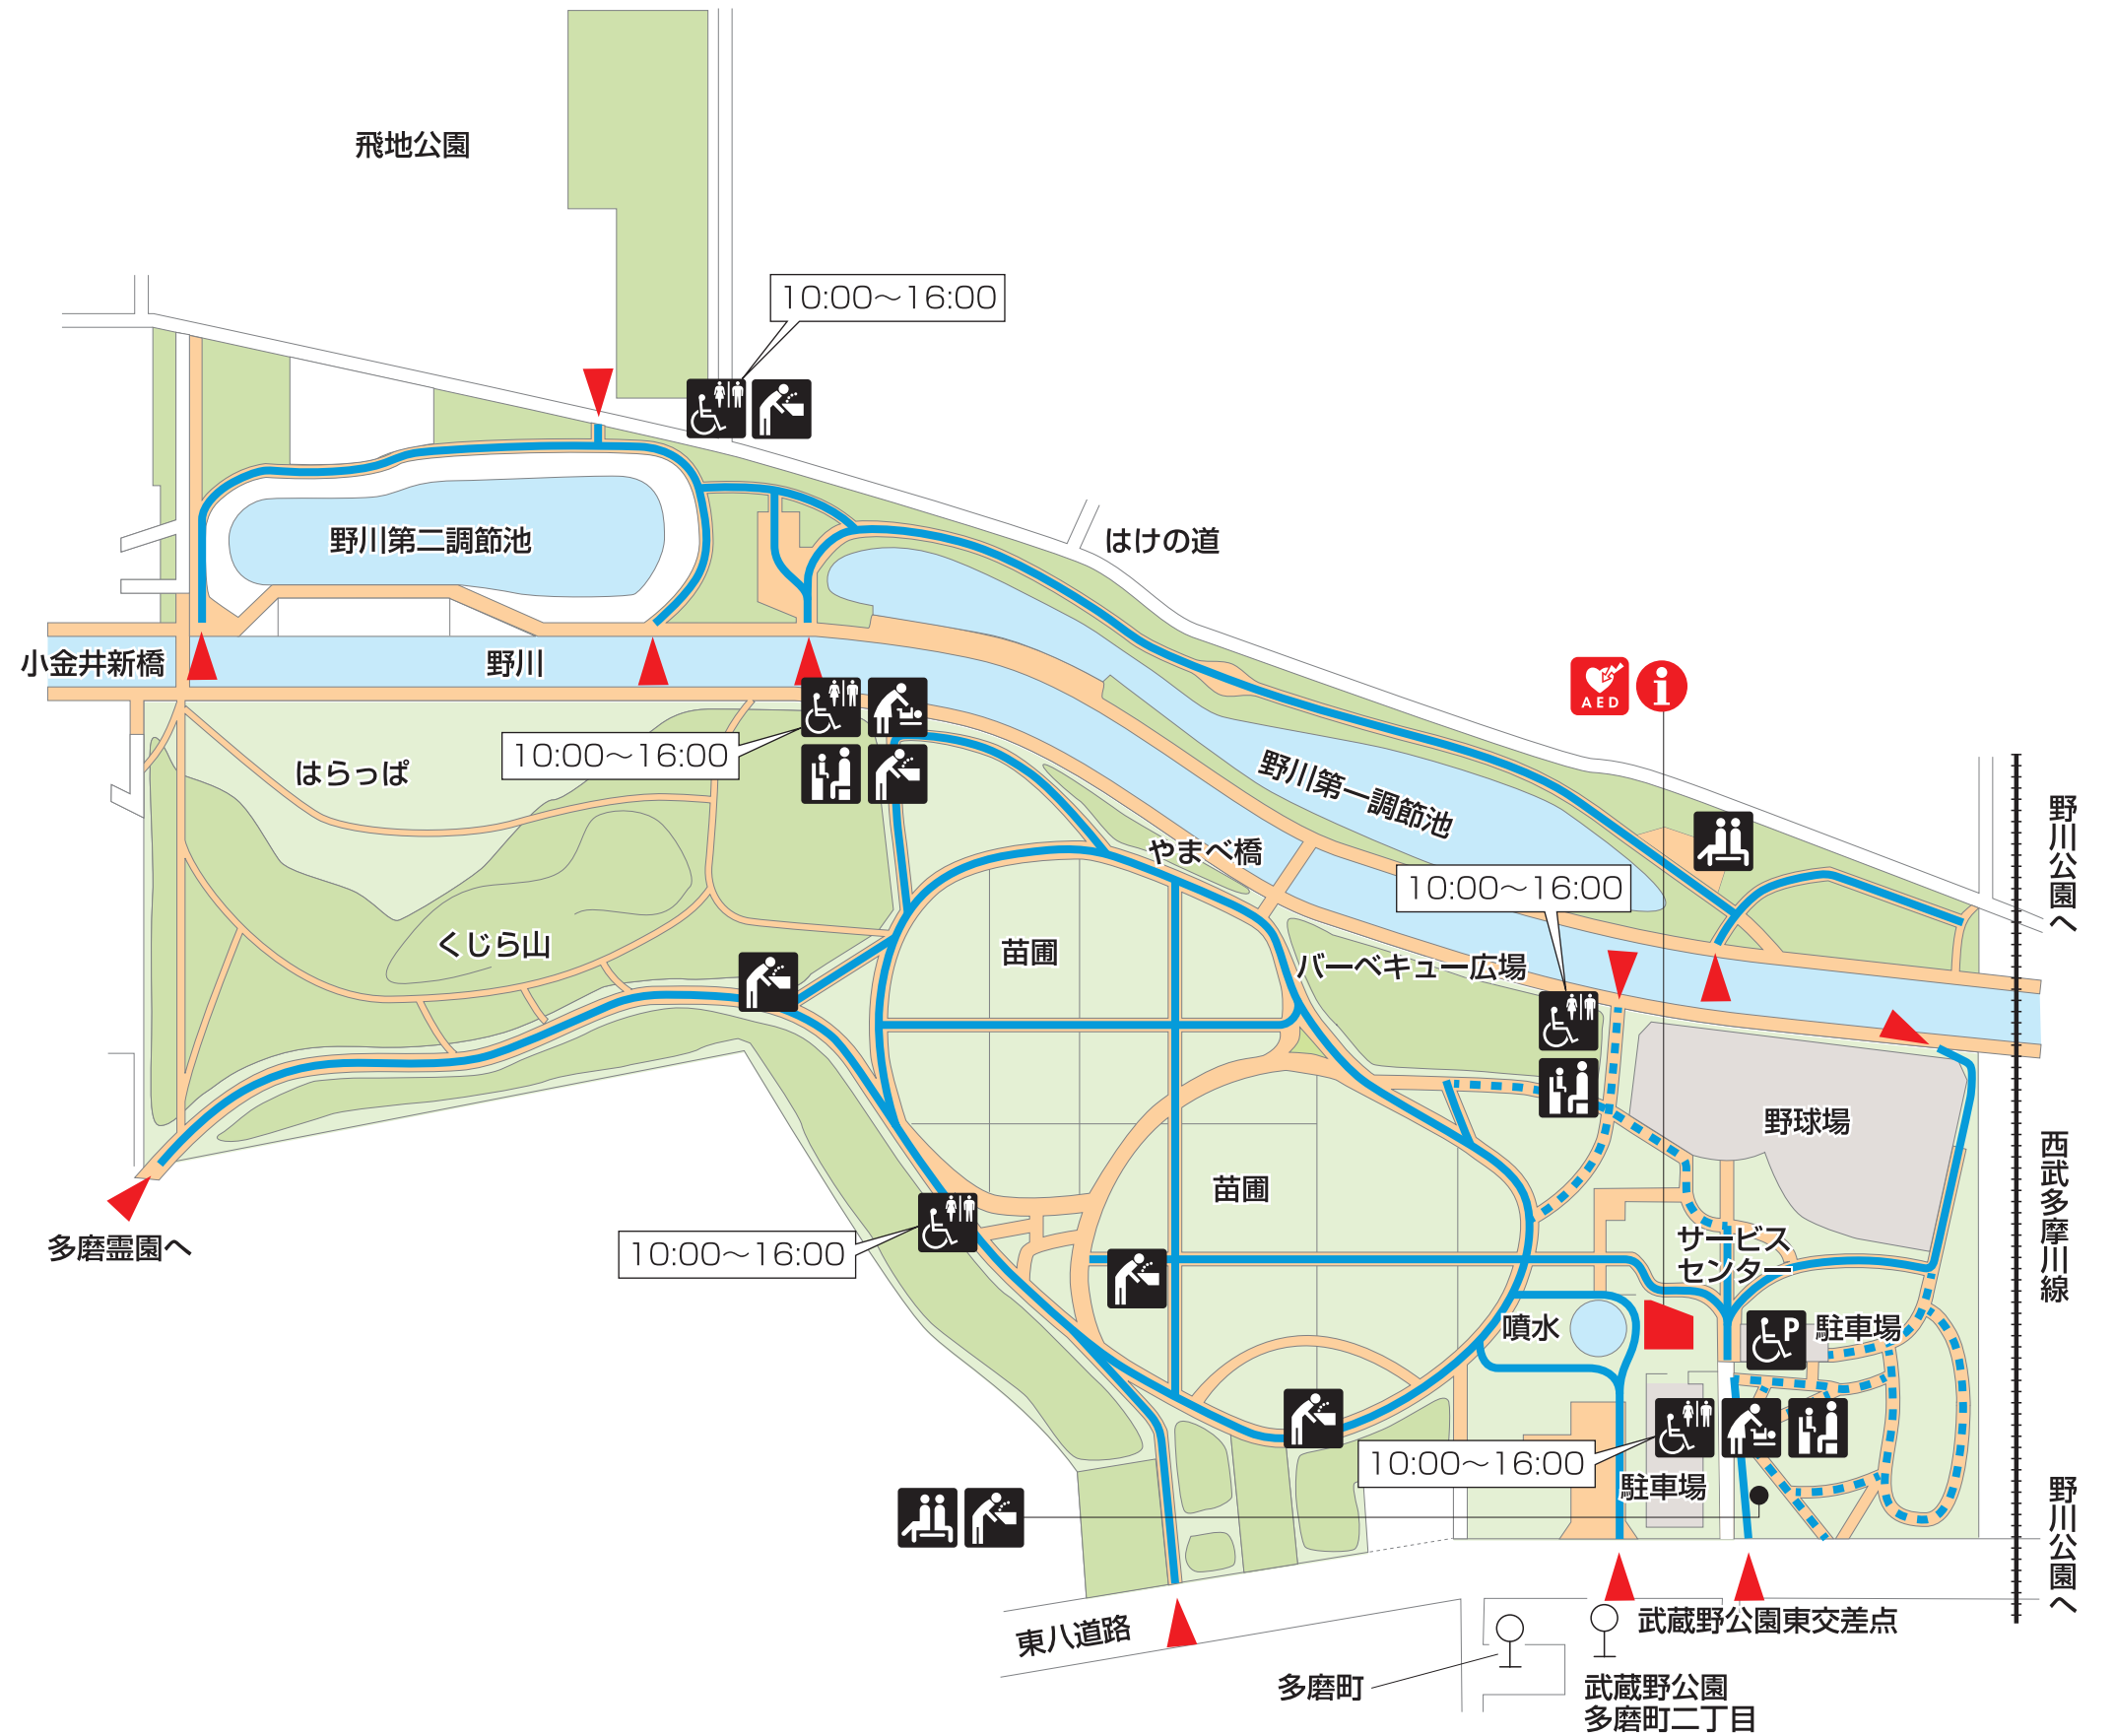 飛地公園
10:00～16:00
野川第二調節池
はけの道
小金井新橋
野川
AED
i
10:00～16:00
はらっぱ
野川第一調節池
野川公園へ
やまべ橋
10:00～16:00
くじら山
苗圃
バーベキュー広場
野球場
西武多摩川線
苗圃
多磨霊園へ
10:00～16:00
サービス
センター
噴水
P
駐車場
10:00～16:00
駐車場
野川公園へ
東八道路
武蔵野公園東交差点
多磨町
武蔵野公園
多磨町二丁目